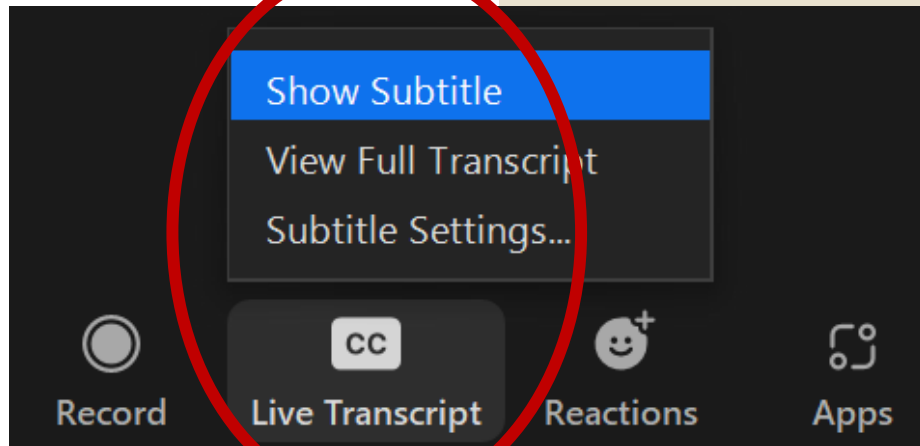 Show Subtitle
View Full Transcript
Subtitle Settings...
CC
Record Live Transcript Reactions Apps